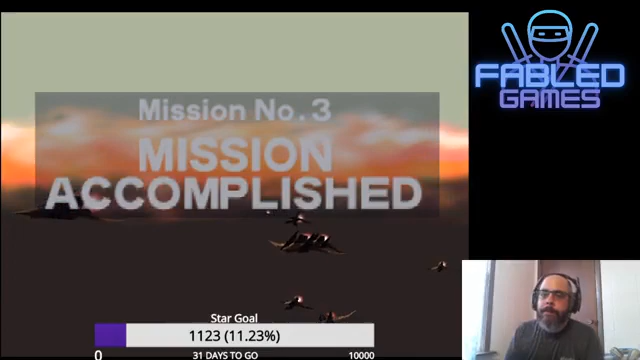 FABLED
GAMES
Mission No.3
MISSION
ACCOMPLISHED
Star Goal
1123 (11.23%)
0
31 DAYS TO GO
10000